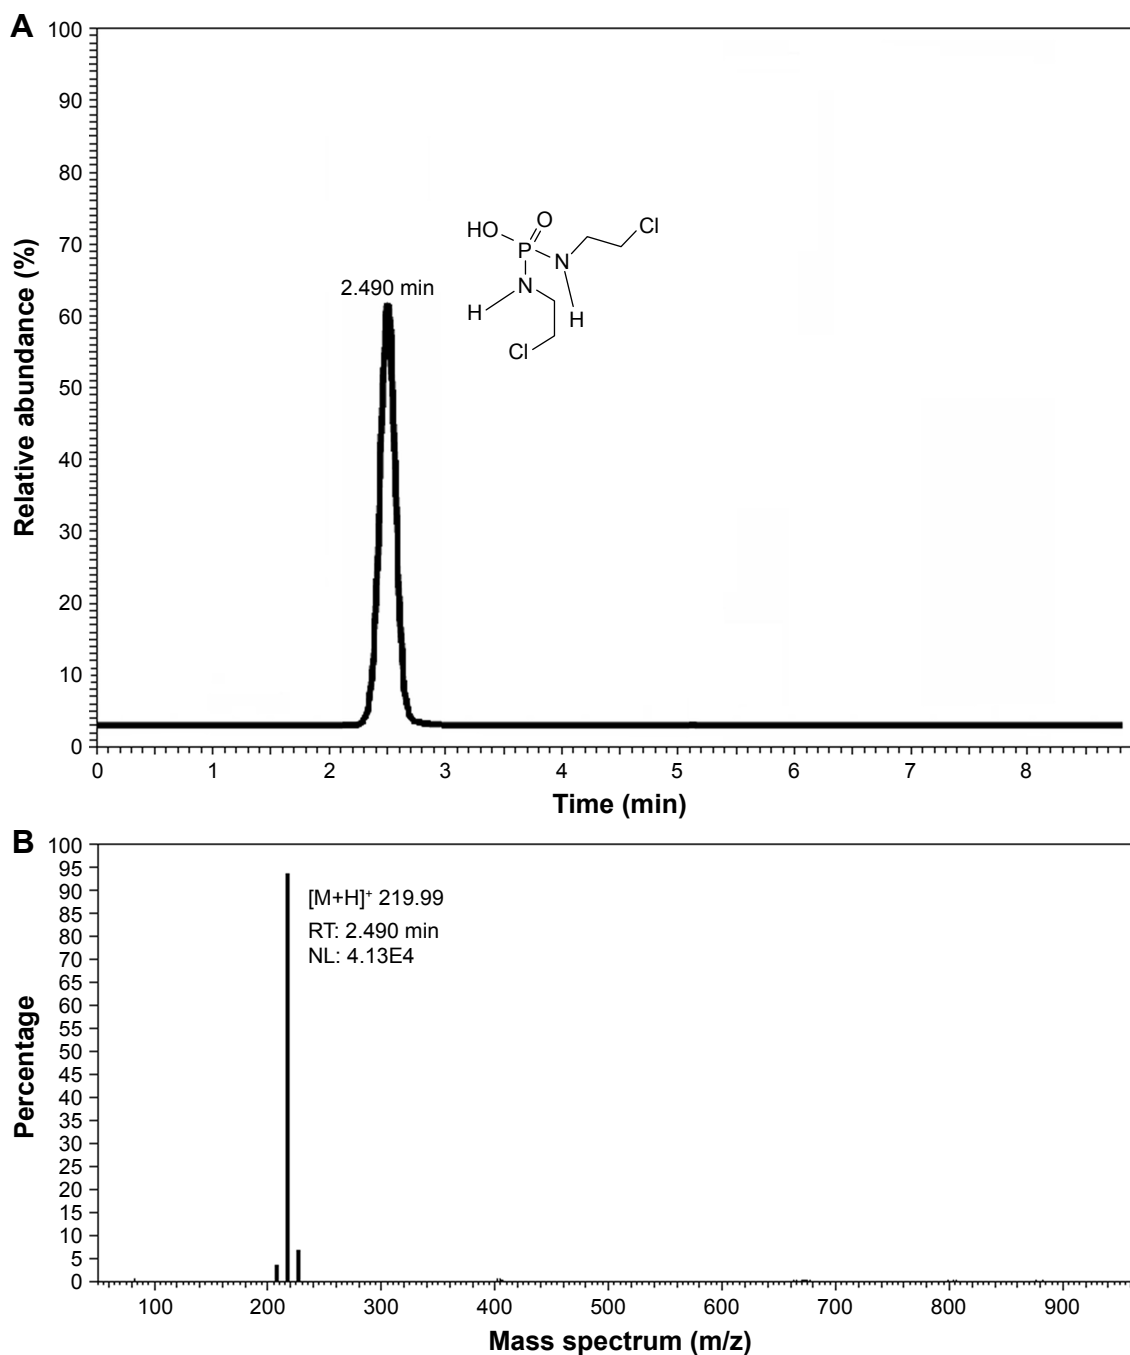 A
100
90
80
70
60
50
40
30
20
10
0
Relative abundance (%)
2.490 min
HO
O
P
N
Cl
N
H
H
Cl
0 1 2 3 4 5 6 7 8
Time (min)
B
100
95
90
85
80
75
70
65
60
55
50
45
40
35
30
25
20
15
10
5
0
Percentage
[M+H]⁺ 219.99
RT: 2.490 min
NL: 4.13E4
100 200 300 400 500 600 700 800 900
Mass spectrum (m/z)